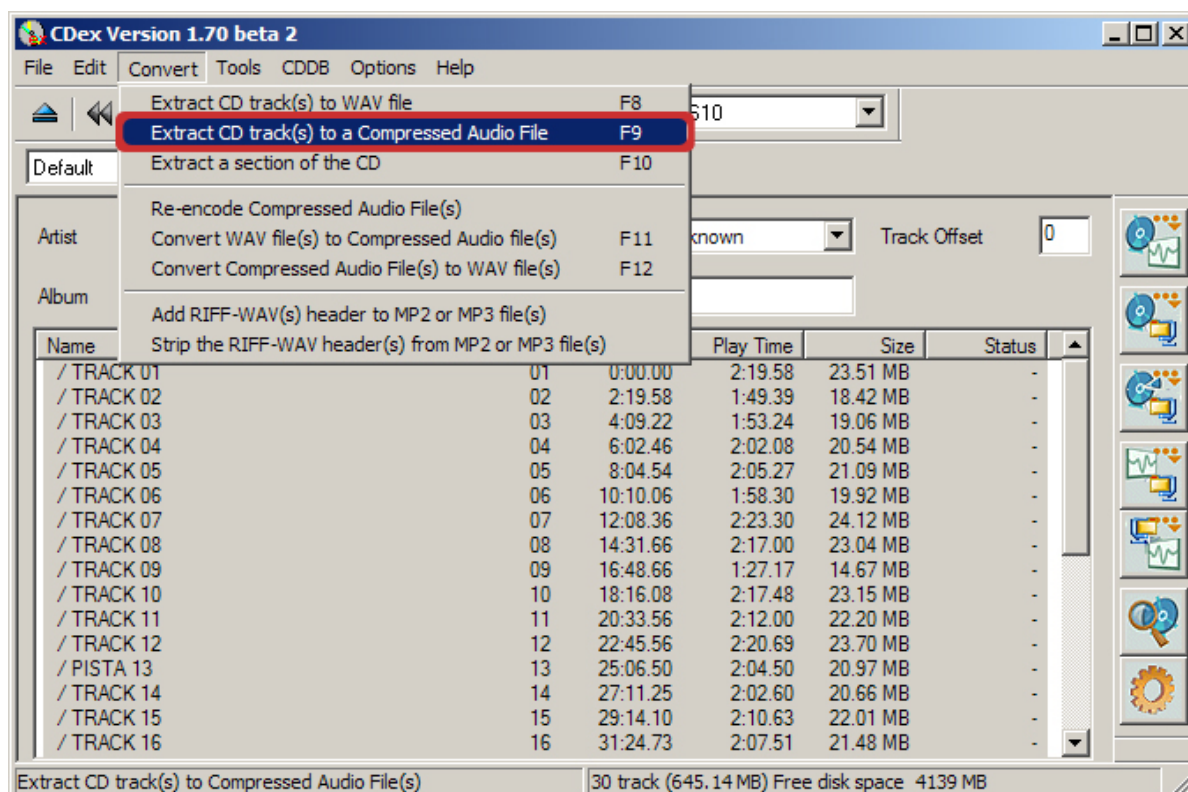 CDex Version 1.70 beta 2
File Edit Convert Tools CDDB Options Help
Extract CD track(s) to WAV file F8
Extract CD track(s) to a Compressed Audio File F9
Extract a section of the CD F10
Re-encode Compressed Audio File(s)
Convert WAV file(s) to Compressed Audio file(s) F11
Convert Compressed Audio File(s) to WAV file(s) F12
Add RIFF-WAV(s) header to MP2 or MP3 file(s)
Strip the RIFF-WAV header(s) from MP2 or MP3 file(s)
Default
Artist Track Offset 0
Album
Name Play Time Size Status
/ TRACK 01 01 0:00.00 2:19.58 23.51 MB -
/ TRACK 02 02 2:19.58 1:49.39 18.42 MB -
/ TRACK 03 03 4:09.22 1:53.24 19.06 MB -
/ TRACK 04 04 6:02.46 2:02.08 20.54 MB -
/ TRACK 05 05 8:04.54 2:05.27 21.09 MB -
/ TRACK 06 06 10:10.06 1:58.30 19.92 MB -
/ TRACK 07 07 12:08.36 2:23.30 24.12 MB -
/ TRACK 08 08 14:31.66 2:17.00 23.04 MB -
/ TRACK 09 09 16:48.66 1:27.17 14.67 MB -
/ TRACK 10 10 18:16.08 2:17.48 23.15 MB -
/ TRACK 11 11 20:33.56 2:12.00 22.20 MB -
/ TRACK 12 12 22:45.56 2:20.69 23.70 MB -
/ PISTA 13 13 25:06.50 2:04.50 20.97 MB -
/ TRACK 14 14 27:11.25 2:02.60 20.66 MB -
/ TRACK 15 15 29:14.10 2:10.63 22.01 MB -
/ TRACK 16 16 31:24.73 2:07.51 21.48 MB -
Extract CD track(s) to Compressed Audio File(s) 30 track (645.14 MB) Free disk space 4139 MB